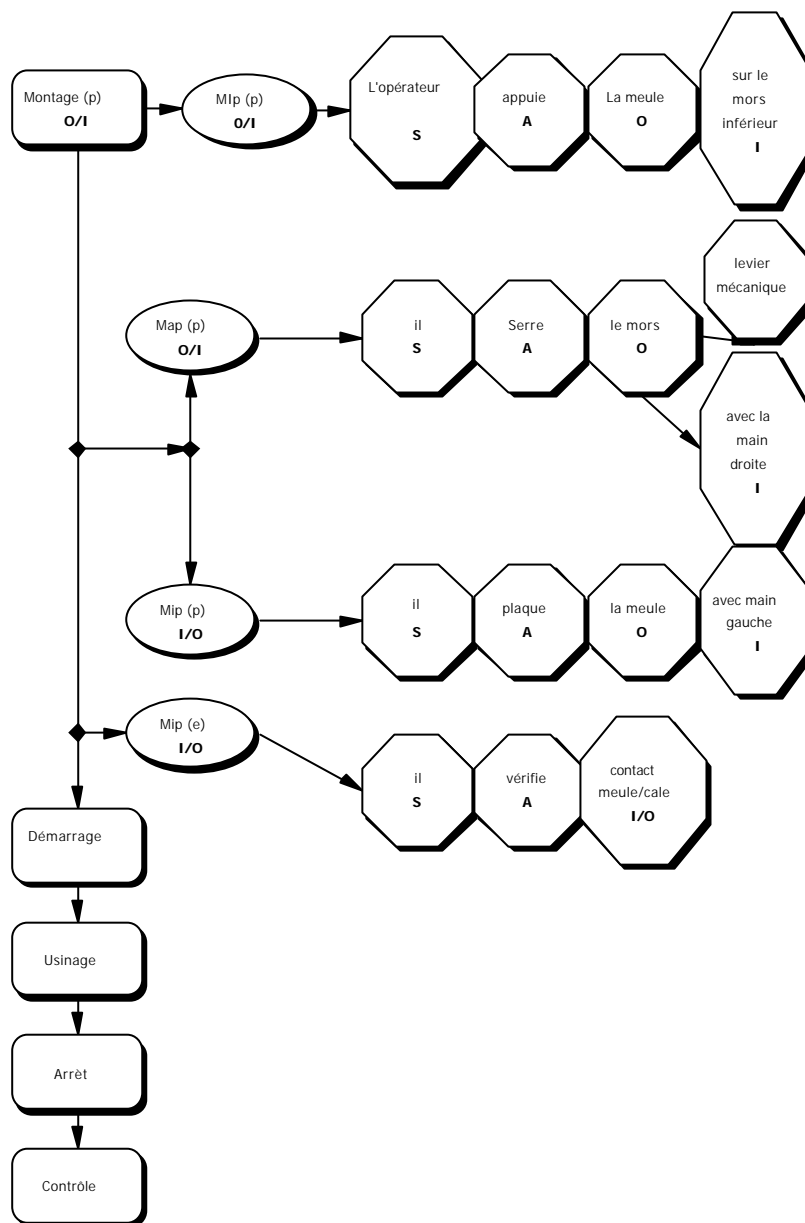 Montage (p)
O/I
MIp (p)
0/I
L'opérateur
S
appuie
A
La meule
O
sur le
mors
inférieur
I
levier
mécanique
Map (p)
O/I
il
S
Serre
A
le mors
O
avec la
main
droite
I
Mip (p)
I/O
il
S
plaque
A
la meule
O
avec main
gauche
I
Mip (e)
I/O
il
S
vérifie
A
contact
meule/cale
I/O
Démarrage
Usinage
Arrèt
Contrôle